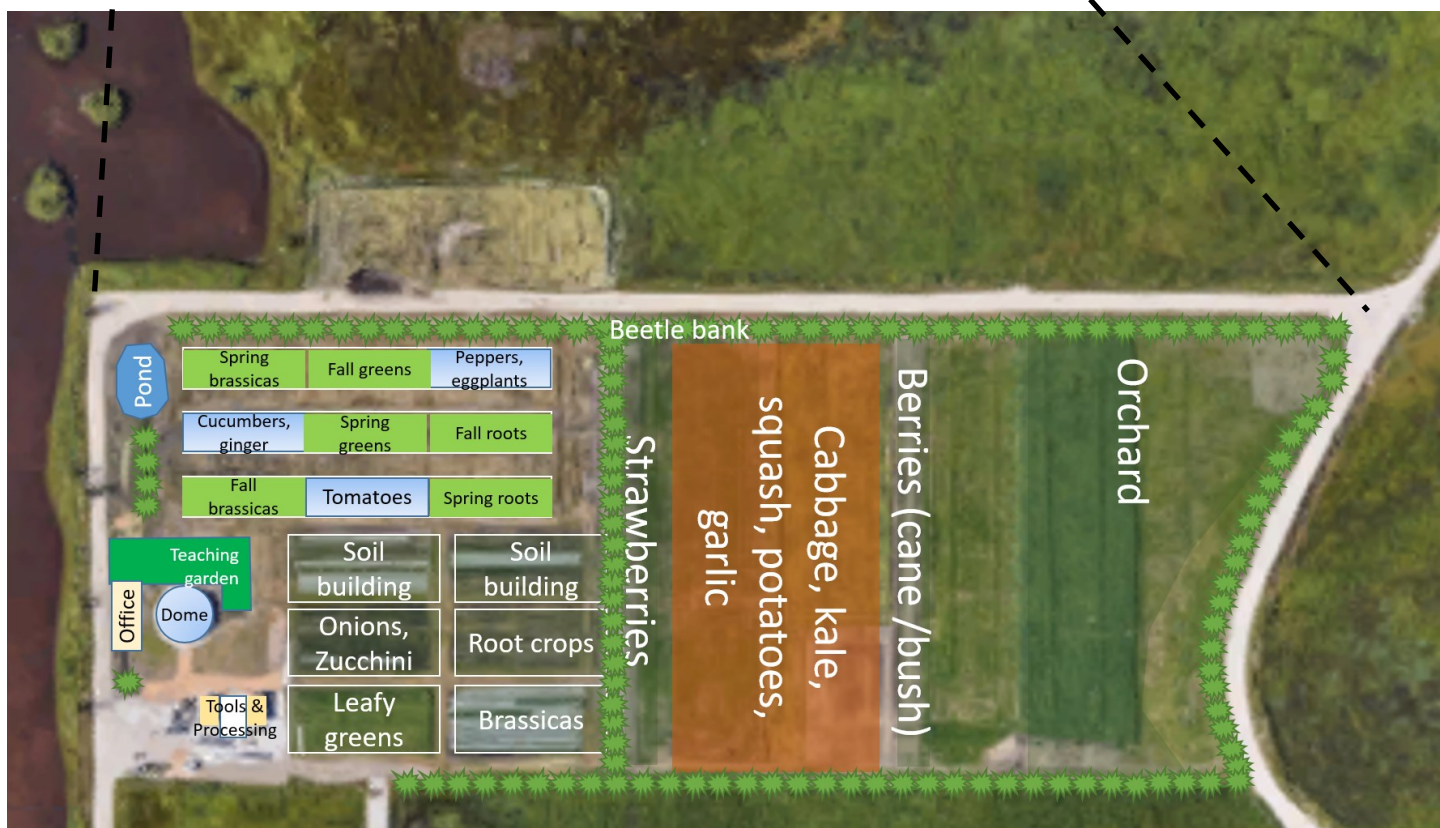 Beetle bank
Pond
Spring
brassicas
Fall greens
Peppers,
eggplants
Cucumbers,
ginger
Spring
greens
Fall roots
Fall
brassicas
Tomatoes
Spring roots
Teaching
garden
Office
Dome
Tools &
Processing
Soil
building
Soil
building
Onions,
Zucchini
Root crops
Leafy
greens
Brassicas
Strawberries
Cabbage, kale,
squash, potatoes,
garlic
Berries (cane /bush)
Orchard